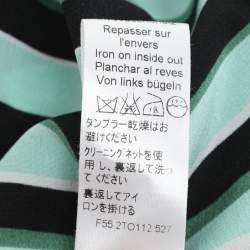 Repasser sur
l'envers
Iron on inside out
Planchar al reves
Von links bügeln
タンブラー乾燥はお
避けください
クリーニングネットを使
用し、裏返して洗っ
てください
裏返してアイ
ロンを掛ける
F55 2TO112 527